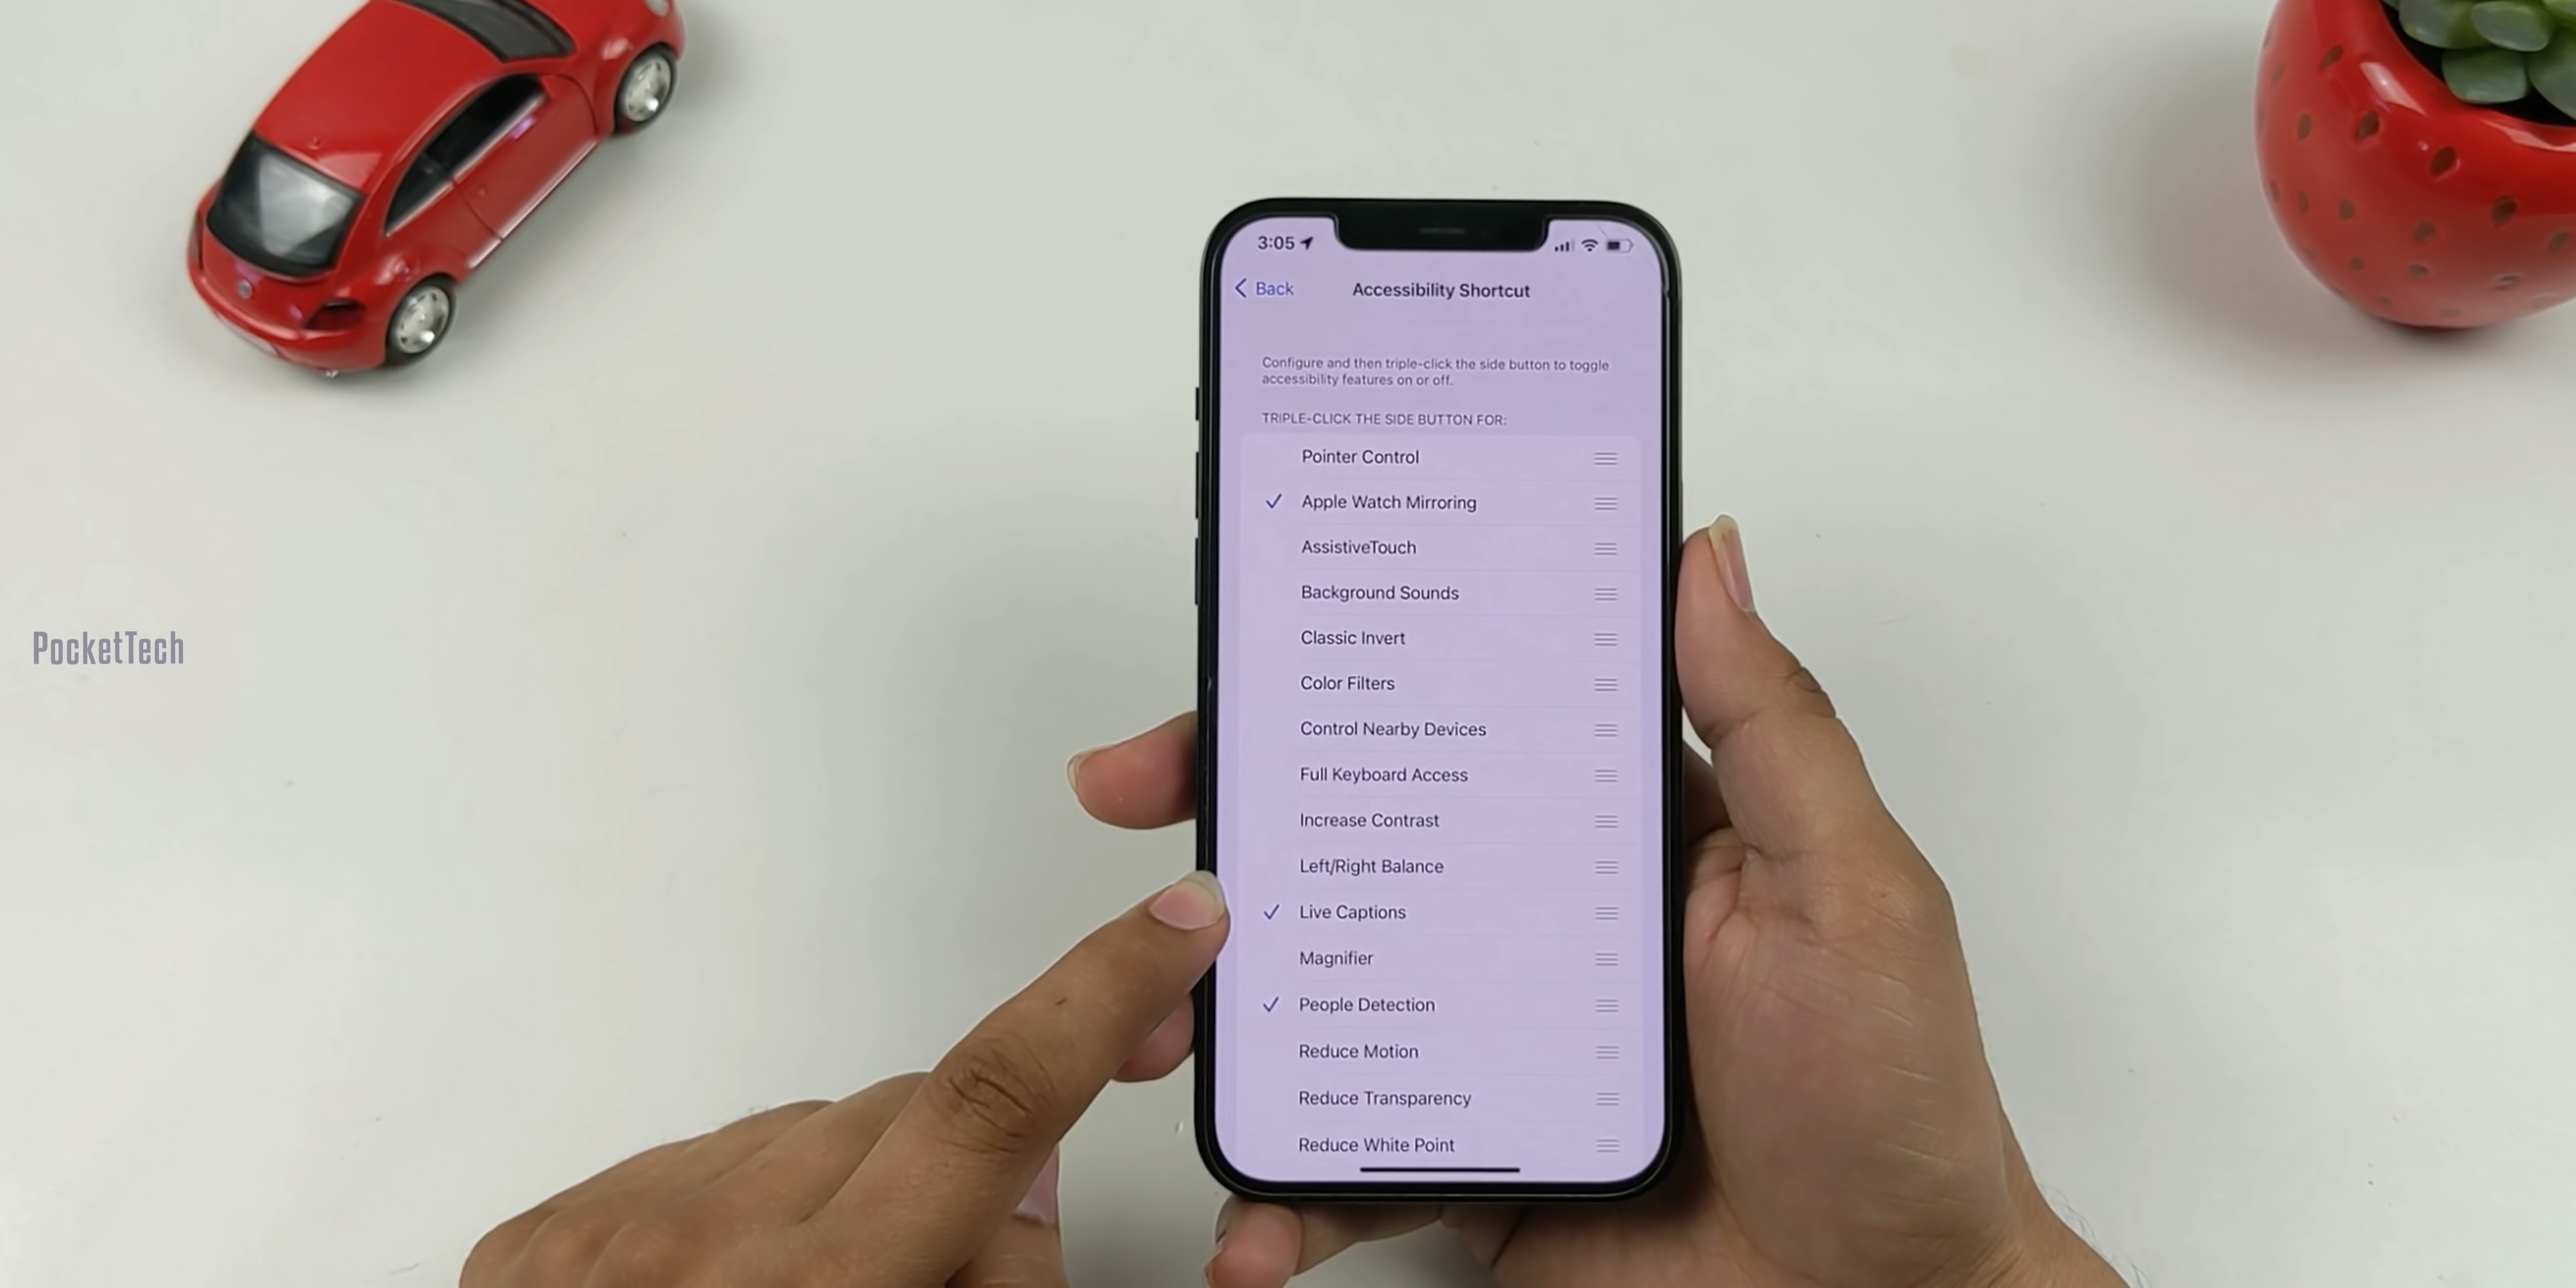 3:05
Back
Accessibility Shortcut
Configure and then triple-click the side button to toggle
accessibility features on or off.
TRIPLE-CLICK THE SIDE BUTTON FOR:
Pointer Control
Apple Watch Mirroring
AssistiveTouch
Background Sounds
Classic Invert
Color Filters
Control Nearby Devices
Full Keyboard Access
Increase Contrast
Left/Right Balance
Live Captions
Magnifier
People Detection
Reduce Motion
Reduce Transparency
Reduce White Point
PocketTech